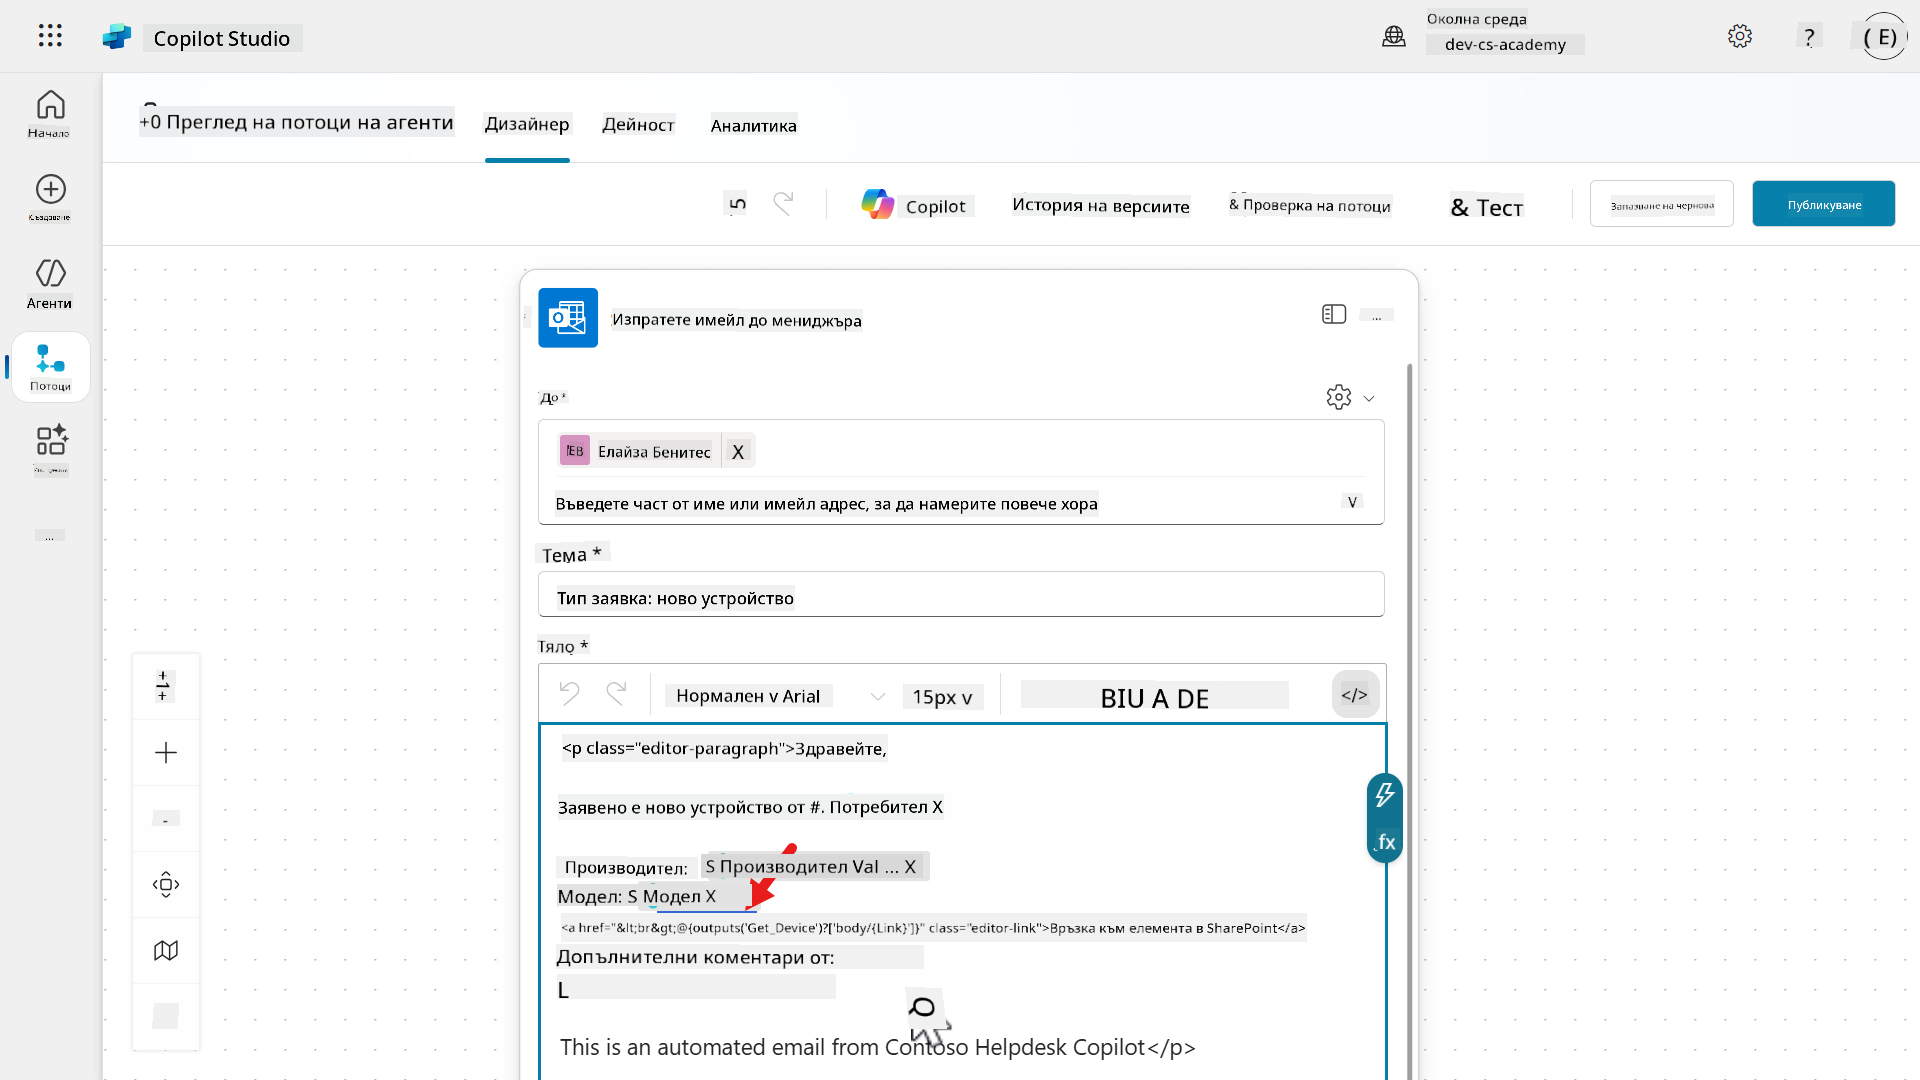 Copilot Studio
Околна среда
dev-cs-academy
?
( E)
Начало
Създаване
Агенти
Потоци
...
+0 Преглед на потоци на агенти
Дизайнер
Дейност
Аналитика
Copilot
История на версиите
& Проверка на потоци
& Тест
Запазване на чернова
Публикуване
Изпратете имейл до мениджъра
...
До *
EB Елайза Бенитес X
Въведете част от име или имейл адрес, за да намерите повече хора
V
Тема *
Тип заявка: ново устройство
Тяло *
Нормален v Arial
15px v
BIU A DE
</>
<p class="editor-paragraph">Здравейте,
Заявено е ново устройство от #. Потребител X
Производител: S Производител Val ... X
Модел: S Модел X
<a href="&lt;br&gt;@{outputs('Get_Device')?['body/{Link}']}" class="editor-link">Връзка към елемента в SharePoint</a>
Допълнителни коментари от:
L
This is an automated email from Contoso Helpdesk Copilot</p>
fx